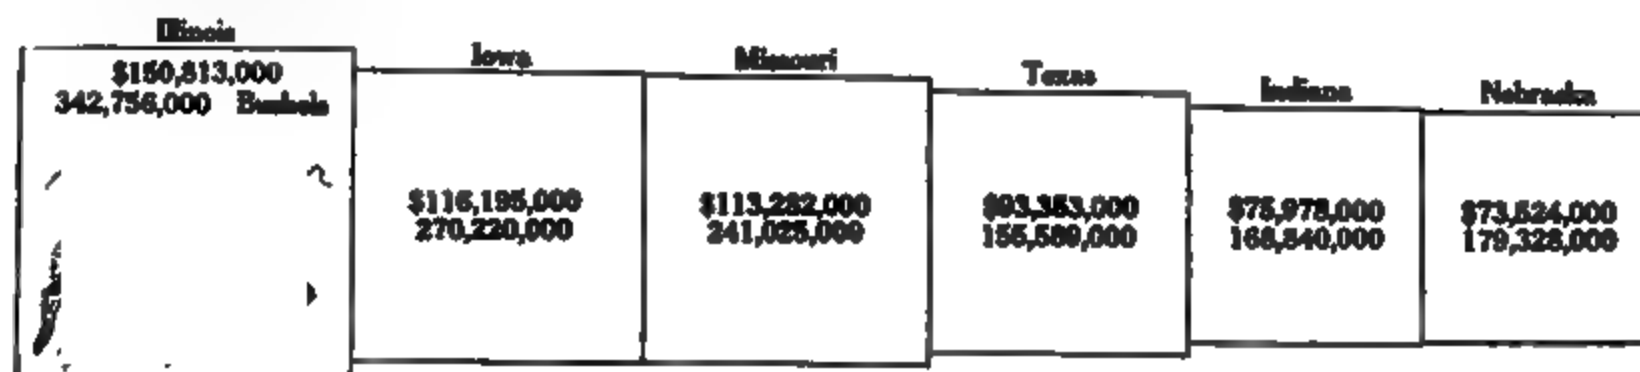 Illinois
$150,813,000
342,756,000 Bushels
Iowa
$116,195,000
270,220,000
Missouri
$113,282,000
241,025,000
Texas
$93,353,000
155,589,000
Indiana
$75,978,000
168,840,000
Nebraska
$73,524,000
179,328,000